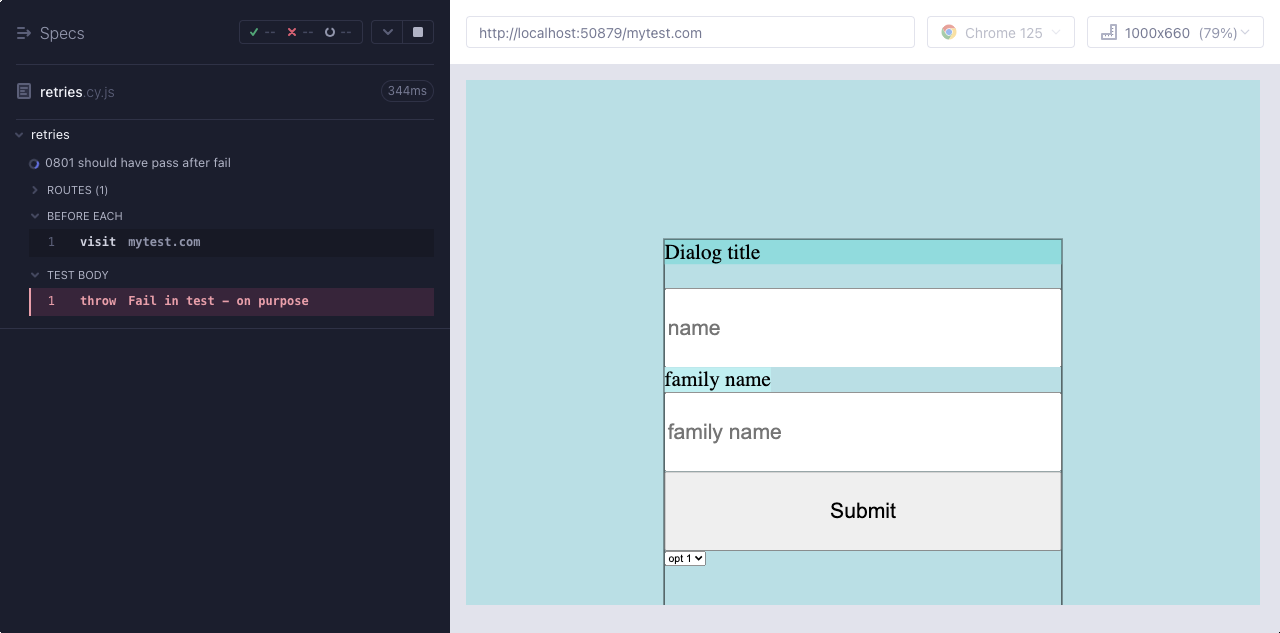 Specs
-- -- --
retries.cy.js 344ms
retries
0801 should have pass after fail
ROUTES (1)
BEFORE EACH
1 visit mytest.com
TEST BODY
1 throw Fail in test – on purpose
http://localhost:50879/mytest.com
Chrome 125
1000x660 (79%)
Dialog title
name
family name
family name
Submit
opt 1